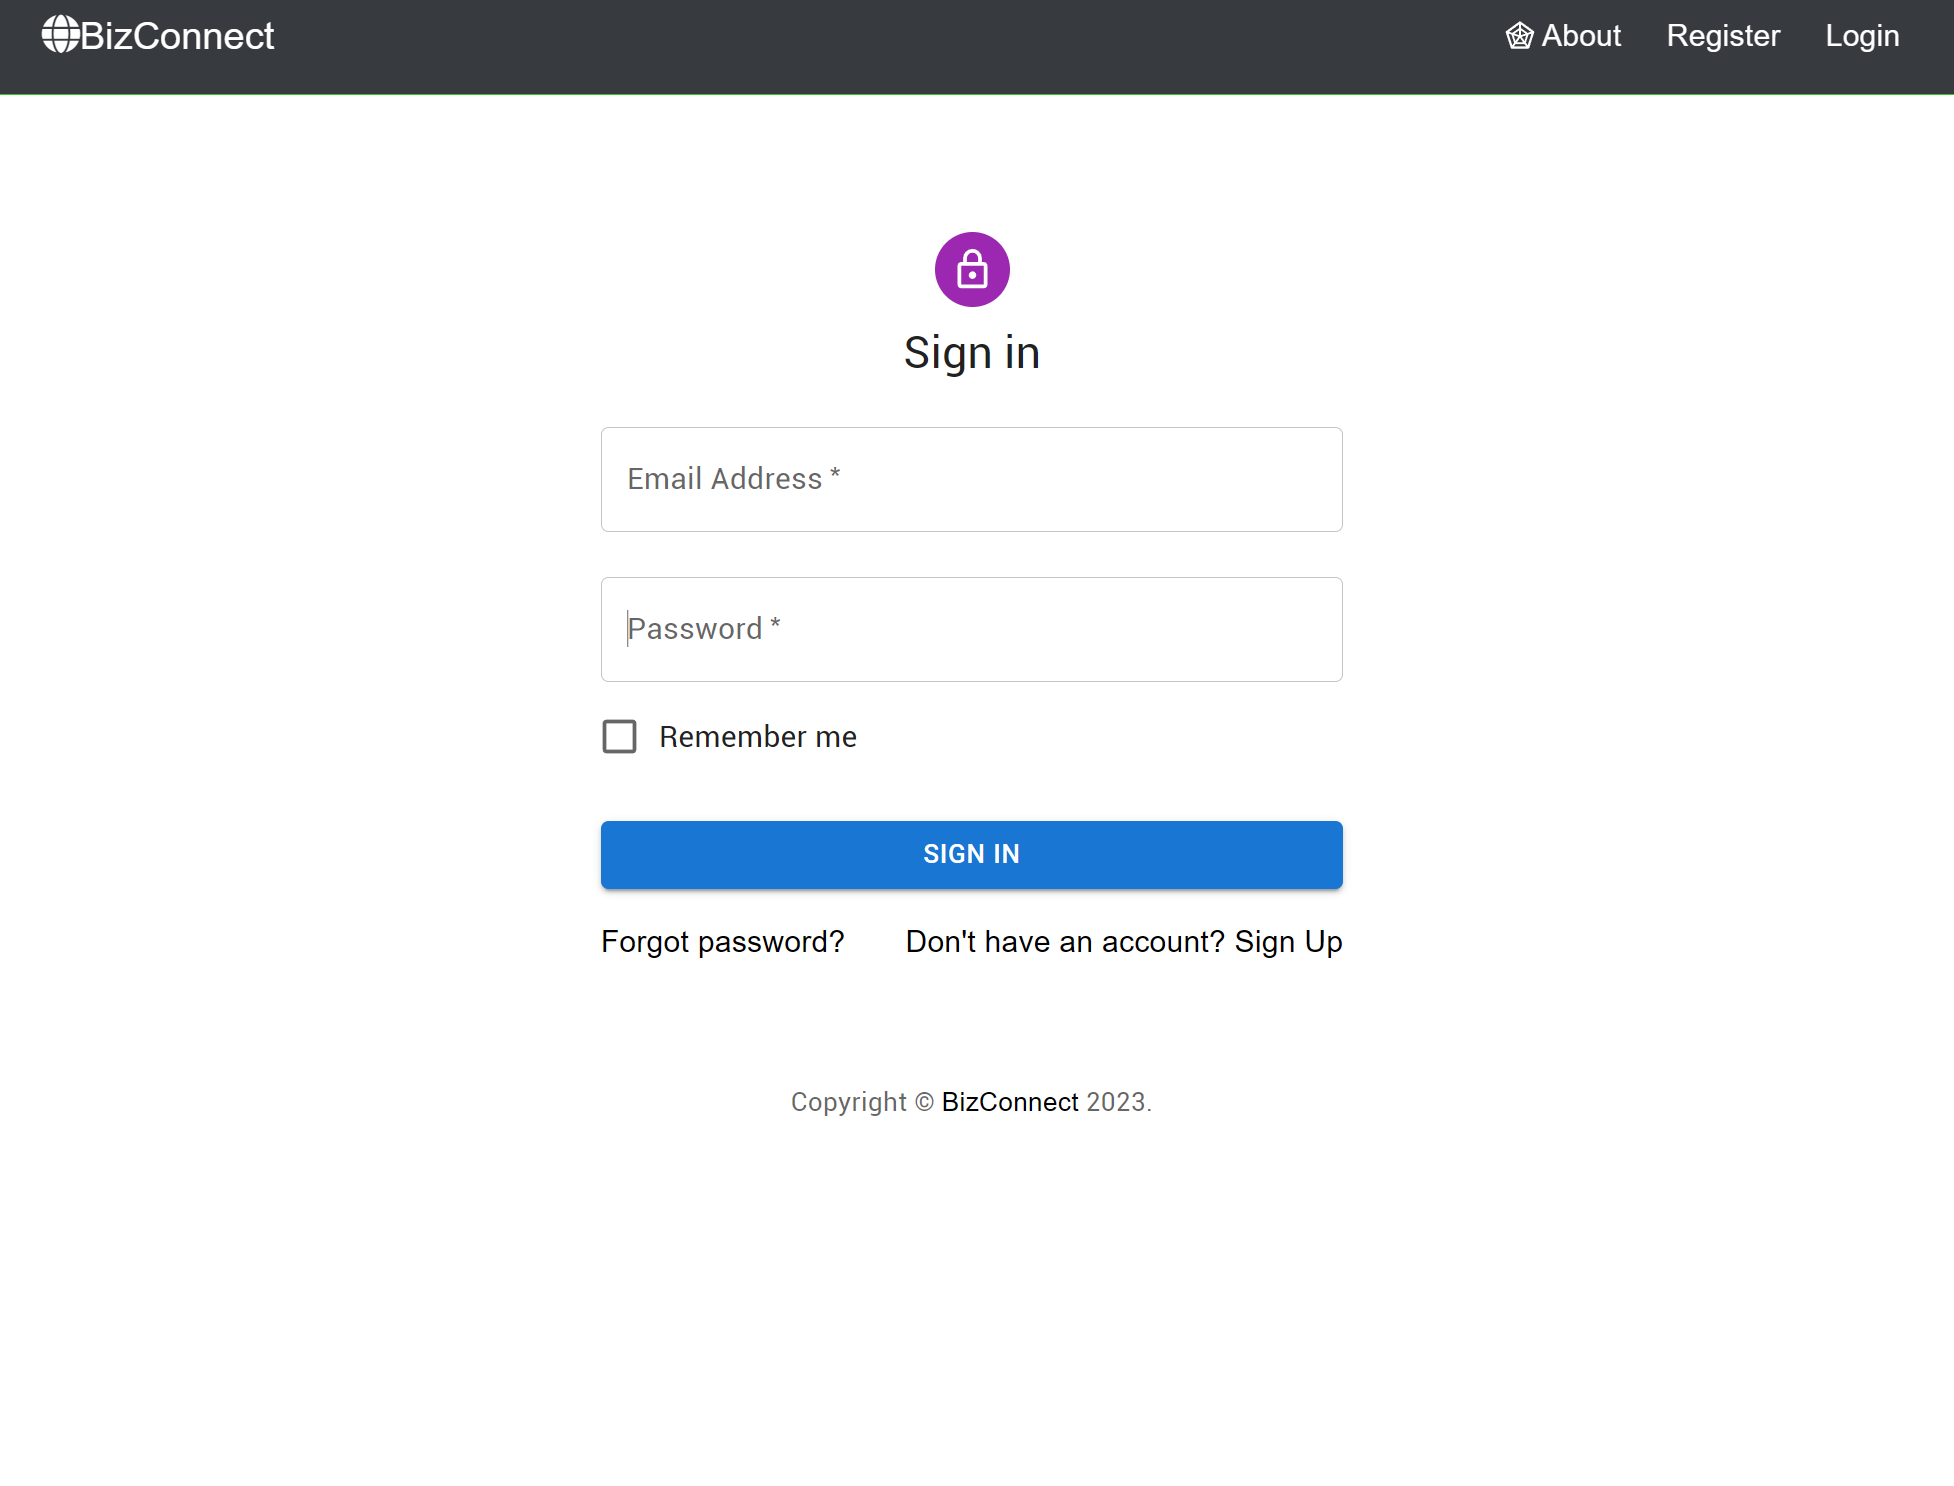 BizConnect
About Register Login
Sign in
Email Address *
Password *
Remember me
SIGN IN
Forgot password? Don't have an account? Sign Up
Copyright © BizConnect 2023.